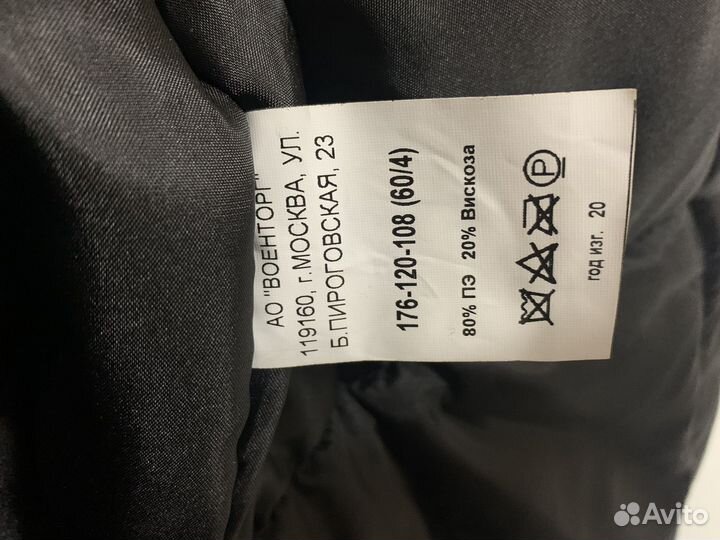 АО "ВОЕНТОРГ"
119160, г.МОСКВА, УЛ.
Б.ПИРОГОВСКАЯ, 23
176-120-108 (60/4)
80% ПЭ 20% Вискоза
P
год изг. 20
Avito